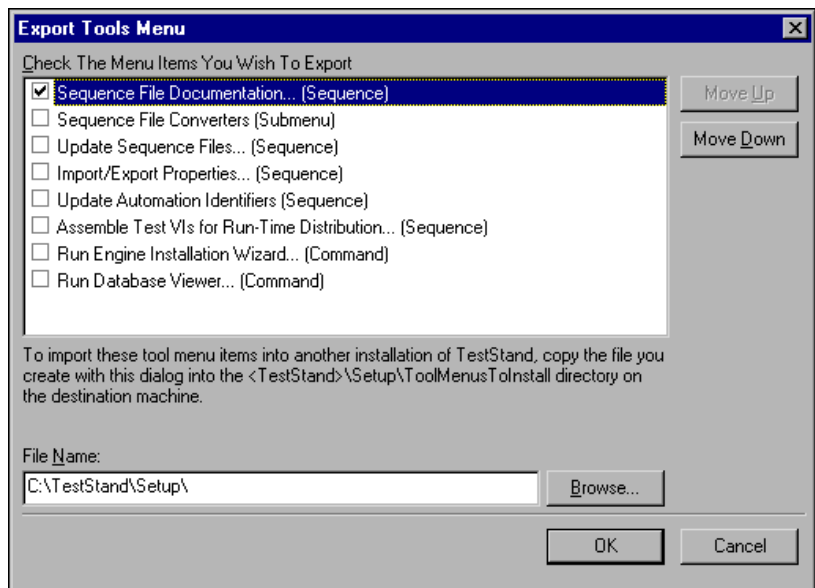 Export Tools Menu
Check The Menu Items You Wish To Export
Sequence File Documentation... (Sequence)
Sequence File Converters (Submenu)
Update Sequence Files... (Sequence)
Import/Export Properties... (Sequence)
Update Automation Identifiers (Sequence)
Assemble Test VIs for Run-Time Distribution... (Sequence)
Run Engine Installation Wizard... (Command)
Run Database Viewer... (Command)
Move Up
Move Down
To import these tool menu items into another installation of TestStand, copy the file you
create with this dialog into the <TestStand>\Setup\ToolMenusToInstall directory on
the destination machine.
File Name:
C:\TestStand\Setup\
Browse...
OK
Cancel